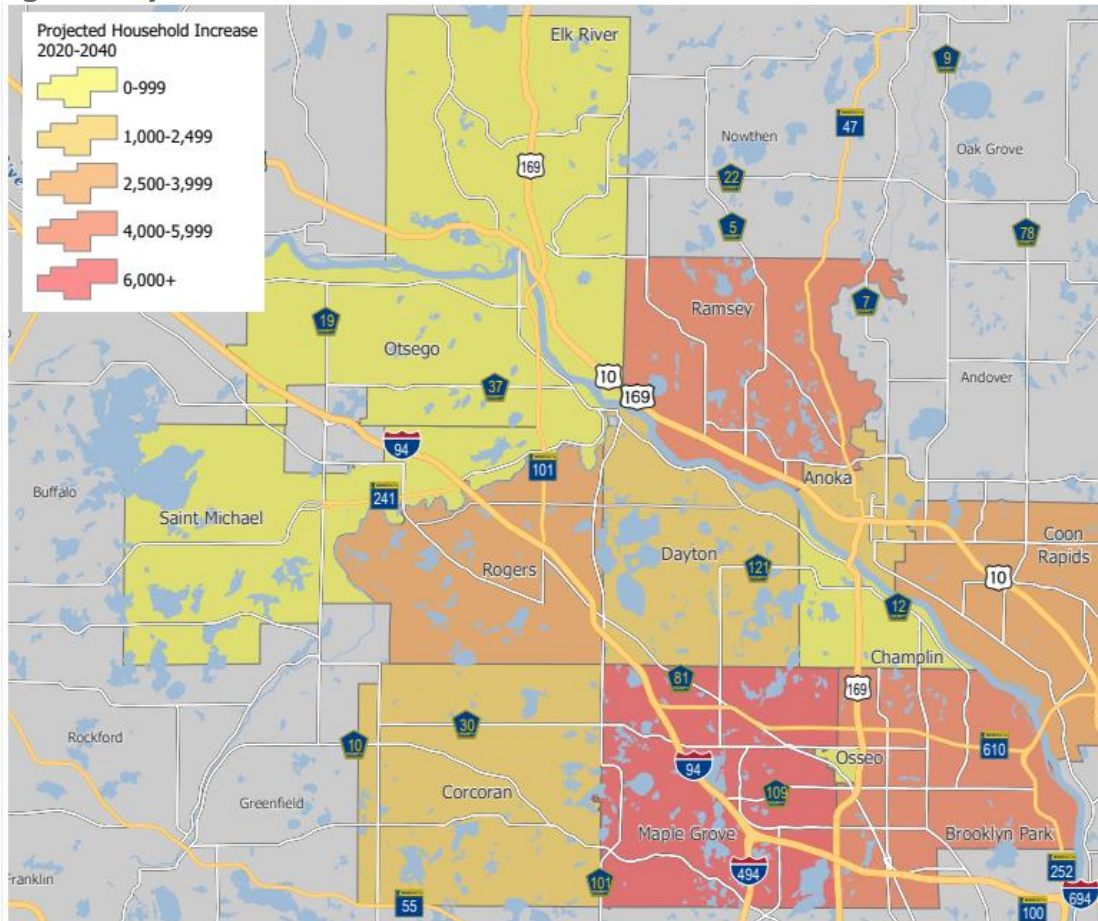 Projected Household Increase
2020-2040
0-999
1,000-2,499
2,500-3,999
4,000-5,999
6,000+
Elk River
9
169
47
Nowthen
Oak Grove
22
5
78
Ramsey
7
19
Otsego
37
10
169
Andover
94
101
Anoka
Buffalo
241
Saint Michael
Coon
Rapids
Rogers
Dayton
121
10
12
Champlin
81
169
Rockford
10
30
610
Osseo
94
Greenfield
Corcoran
109
Maple Grove
Brooklyn Park
494
252
Franklin
101
55
100
694